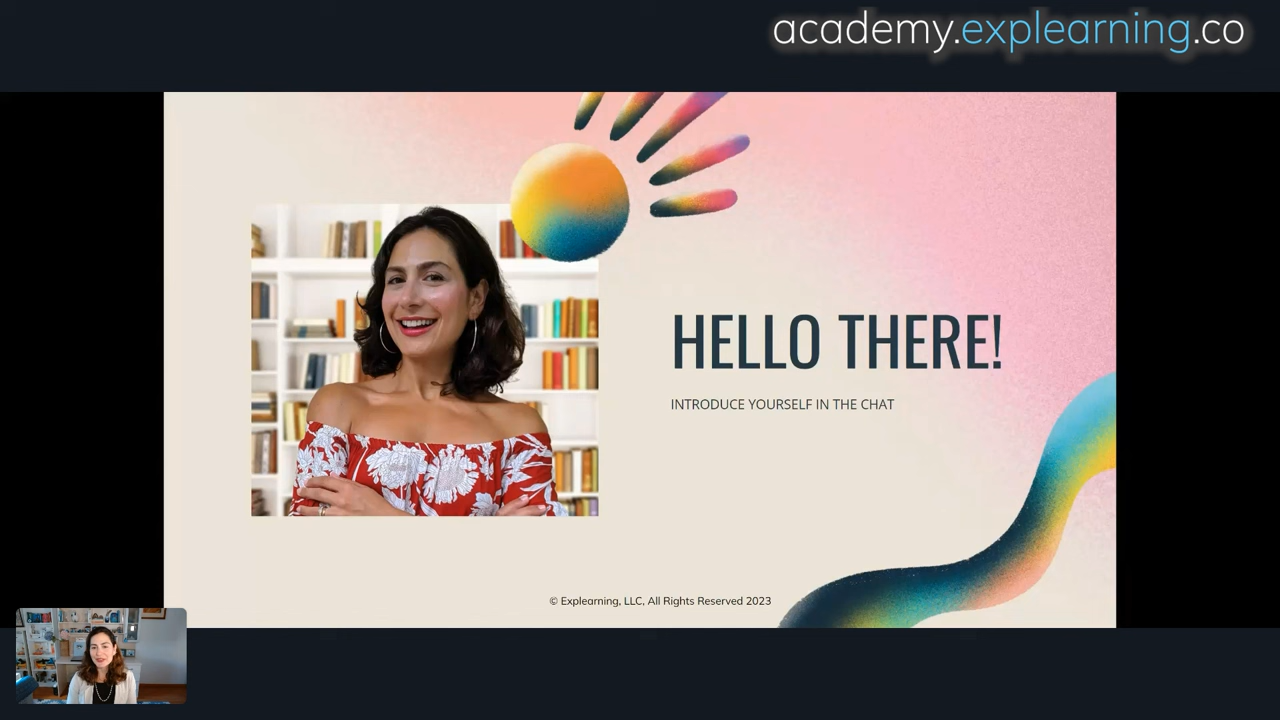 academy.explearning.co
HELLO THERE!
INTRODUCE YOURSELF IN THE CHAT
© Explearning, LLC, All Rights Reserved 2023